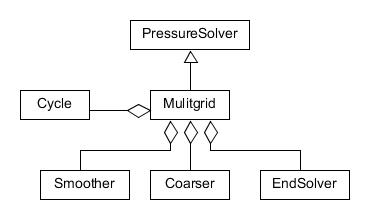 PressureSolver
Cycle
Mulitgrid
Smoother
Coarser
EndSolver